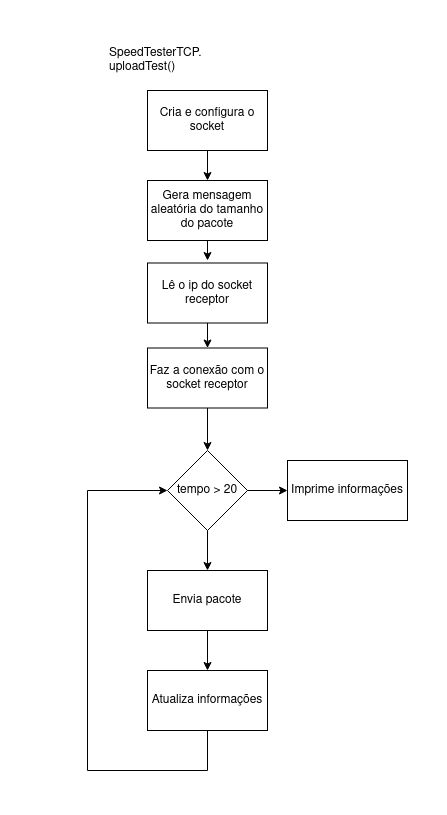 SpeedTesterTCP.
uploadTest()
Cria e configura o
socket
Gera mensagem
aleatória do tamanho
do pacote
Lê o ip do socket
receptor
Faz a conexão com o
socket receptor
tempo > 20
Imprime informações
Envia pacote
Atualiza informações